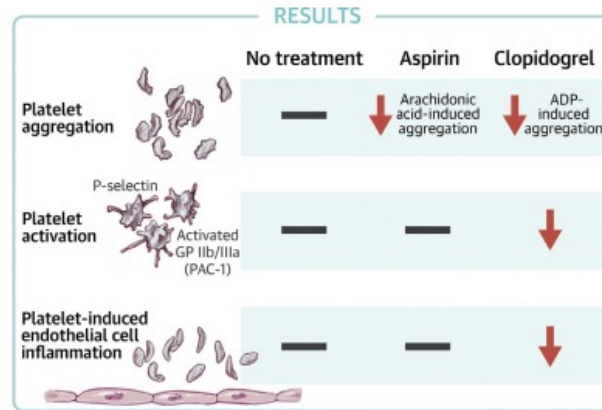 RESULTS
No treatment
Aspirin
Clopidogrel
Platelet
aggregation
Arachidonic
acid-induced
aggregation
ADP-
induced
aggregation
Platelet
activation
P-selectin
Activated
GP IIb/IIIa
(PAC-1)
Platelet-induced
endothelial cell
inflammation